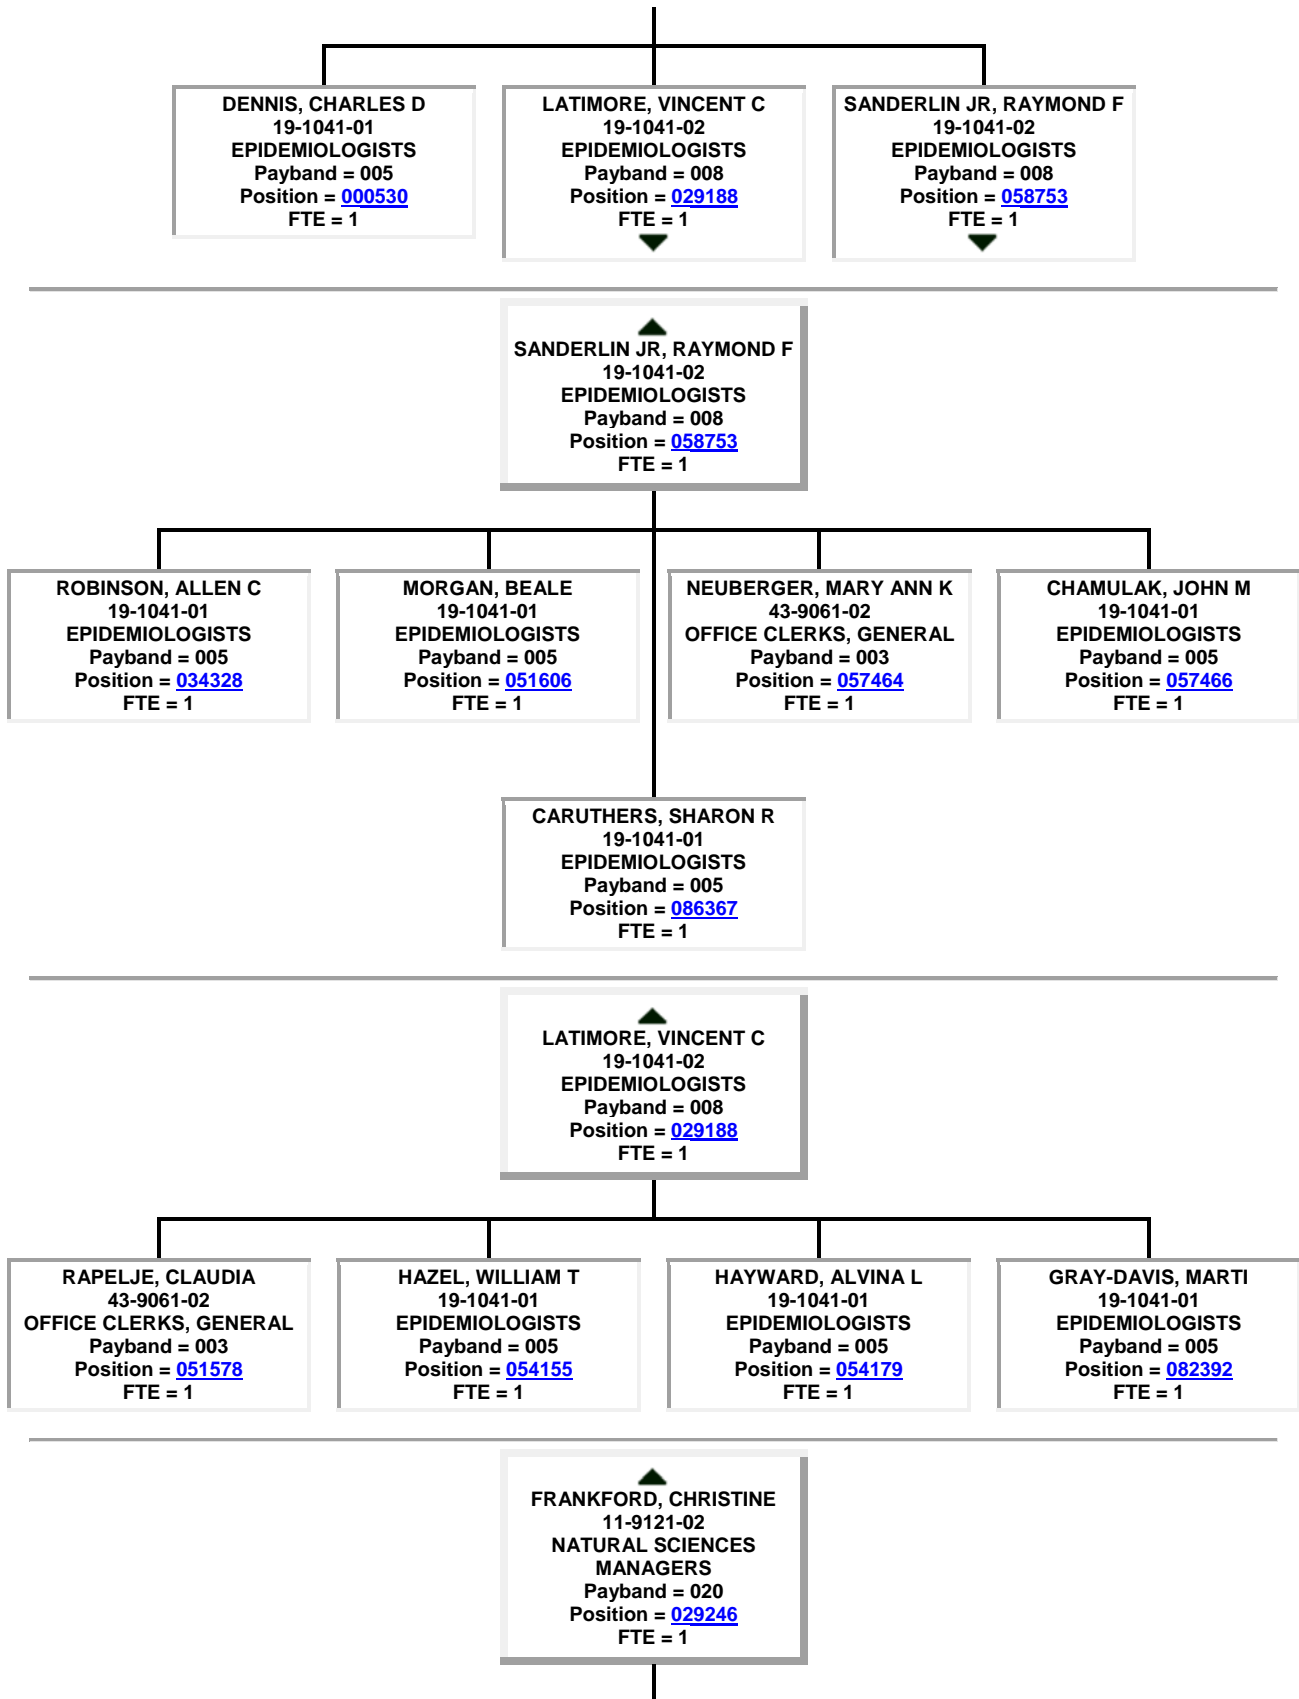 DENNIS, CHARLES D
19-1041-01
EPIDEMIOLOGISTS
Payband = 005
Position = 000530
FTE = 1
LATIMORE, VINCENT C
19-1041-02
EPIDEMIOLOGISTS
Payband = 008
Position = 029188
FTE = 1
SANDERLIN JR, RAYMOND F
19-1041-02
EPIDEMIOLOGISTS
Payband = 008
Position = 058753
FTE = 1
SANDERLIN JR, RAYMOND F
19-1041-02
EPIDEMIOLOGISTS
Payband = 008
Position = 058753
FTE = 1
ROBINSON, ALLEN C
19-1041-01
EPIDEMIOLOGISTS
Payband = 005
Position = 034328
FTE = 1
MORGAN, BEALE
19-1041-01
EPIDEMIOLOGISTS
Payband = 005
Position = 051606
FTE = 1
NEUBERGER, MARY ANN K
43-9061-02
OFFICE CLERKS, GENERAL
Payband = 003
Position = 057464
FTE = 1
CHAMULAK, JOHN M
19-1041-01
EPIDEMIOLOGISTS
Payband = 005
Position = 057466
FTE = 1
CARUTHERS, SHARON R
19-1041-01
EPIDEMIOLOGISTS
Payband = 005
Position = 086367
FTE = 1
LATIMORE, VINCENT C
19-1041-02
EPIDEMIOLOGISTS
Payband = 008
Position = 029188
FTE = 1
RAPELJE, CLAUDIA
43-9061-02
OFFICE CLERKS, GENERAL
Payband = 003
Position = 051578
FTE = 1
HAZEL, WILLIAM T
19-1041-01
EPIDEMIOLOGISTS
Payband = 005
Position = 054155
FTE = 1
HAYWARD, ALVINA L
19-1041-01
EPIDEMIOLOGISTS
Payband = 005
Position = 054179
FTE = 1
GRAY-DAVIS, MARTI
19-1041-01
EPIDEMIOLOGISTS
Payband = 005
Position = 082392
FTE = 1
FRANKFORD, CHRISTINE
11-9121-02
NATURAL SCIENCES
MANAGERS
Payband = 020
Position = 029246
FTE = 1